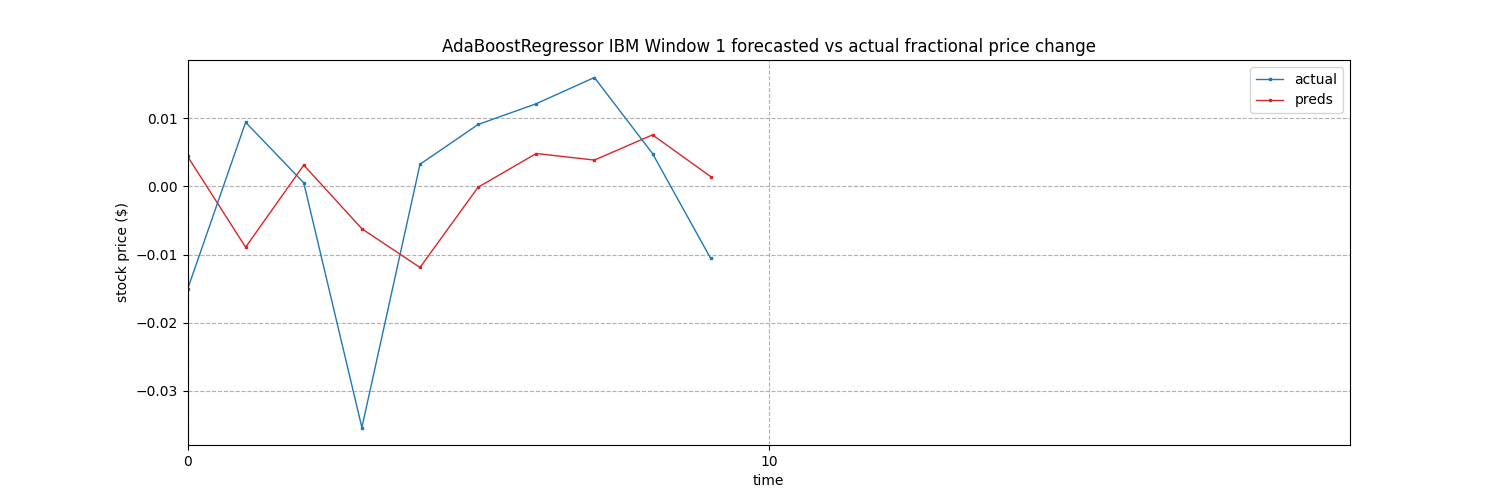 AdaBoostRegressor IBM Window 1 forecasted vs actual fractional price change
actual
preds
0.01
0.00
−0.01
−0.02
−0.03
stock price ($)
0
10
time